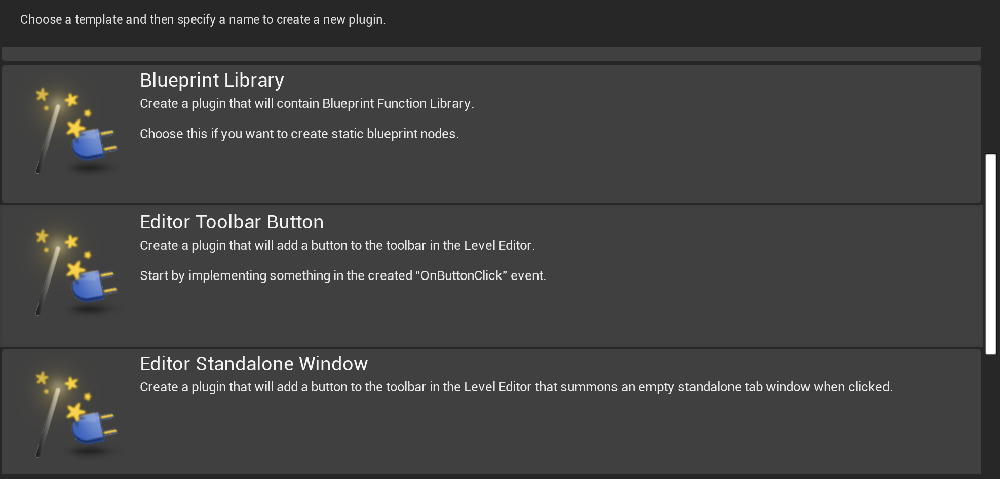 Choose a template and then specify a name to create a new plugin.
Blueprint Library
Create a plugin that will contain Blueprint Function Library.
Choose this if you want to create static blueprint nodes.
Editor Toolbar Button
Create a plugin that will add a button to the toolbar in the Level Editor.
Start by implementing something in the created "OnButtonClick" event.
Editor Standalone Window
Create a plugin that will add a button to the toolbar in the Level Editor that summons an empty standalone tab window when clicked.